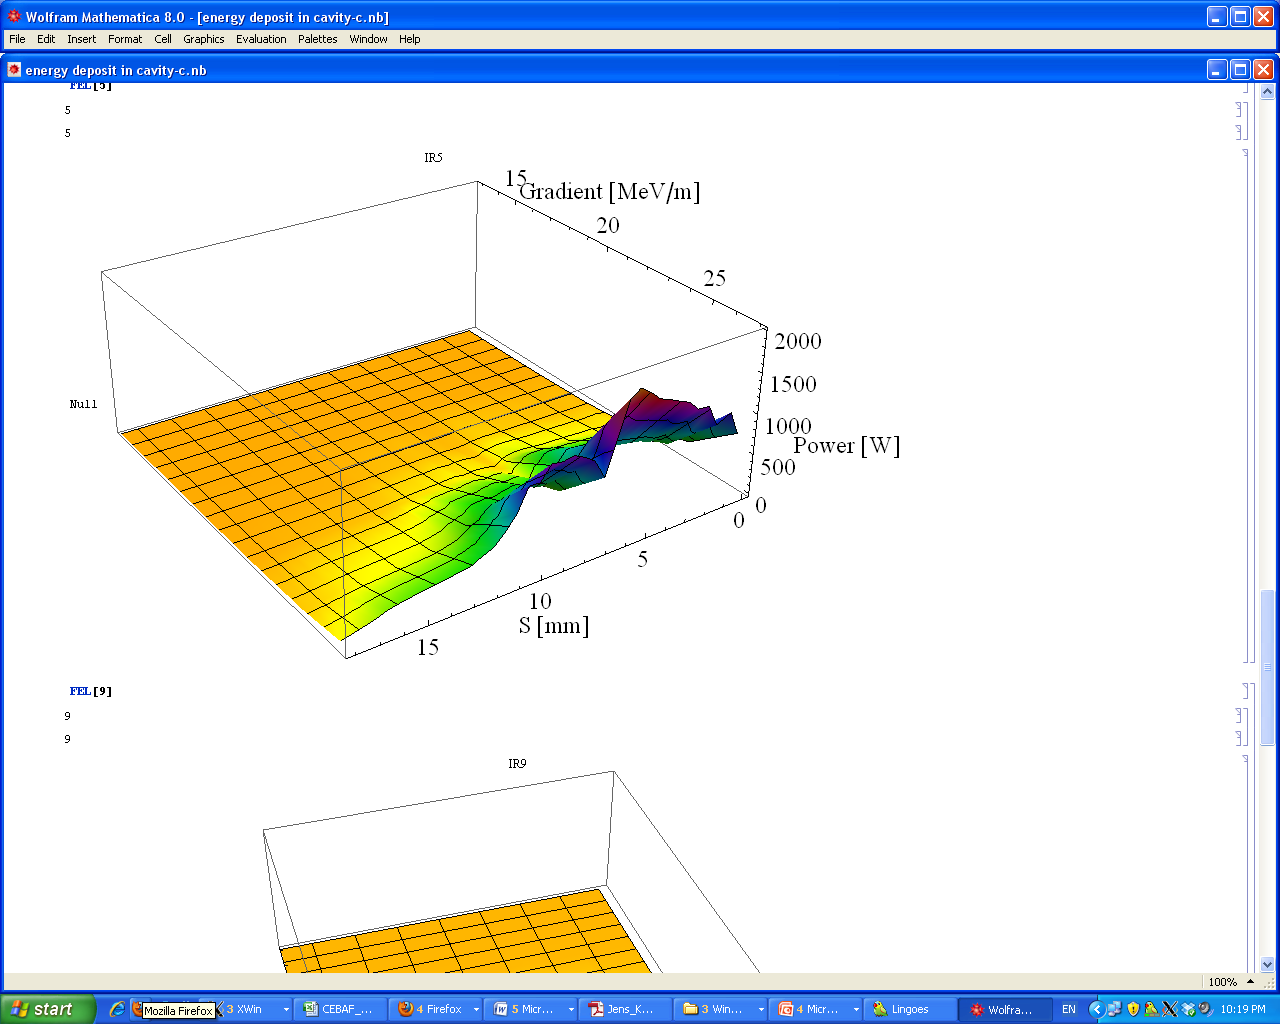 Wolfram Mathematica 8.0 - [energy deposit in cavity-c.nb]
File Edit Insert Format Cell Graphics Evaluation Palettes Window Help
energy deposit in cavity-c.nb
FEL[5]
5
5
IR5
15
Gradient [MeV/m]
20
25
2000
1500
1000
Power [W]
500
0
0
5
10
S [mm]
15
Null
FEL[9]
9
9
IR9
100%
start
Mozilla Firefox
3 XWin
CEBAF_...
4 Firefox
5 Micr...
Jens_K...
3 Win...
4 Micr...
Lingoes
Wolfra...
EN
10:19 PM